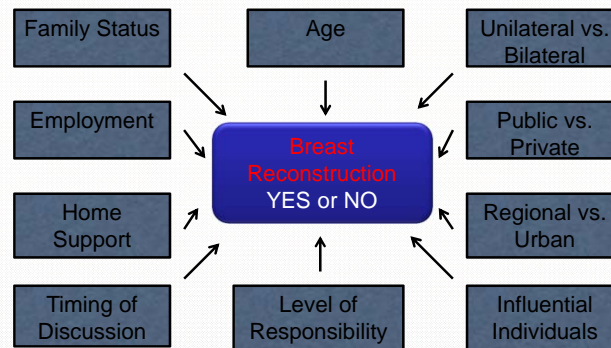 Family Status
Age
Unilateral vs.
Bilateral
Employment
Public vs.
Private
Breast
Reconstruction
YES or NO
Home
Support
Regional vs.
Urban
Timing of
Discussion
Level of
Responsibility
Influential
Individuals